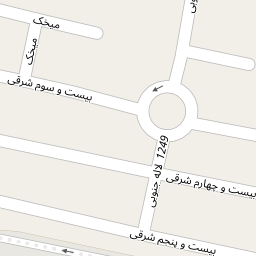 میخک
میخک
بیست و سوم شرقی
1249 لاله جنوبی
بیست و چهارم شرقی
بیست و پنجم شرقی